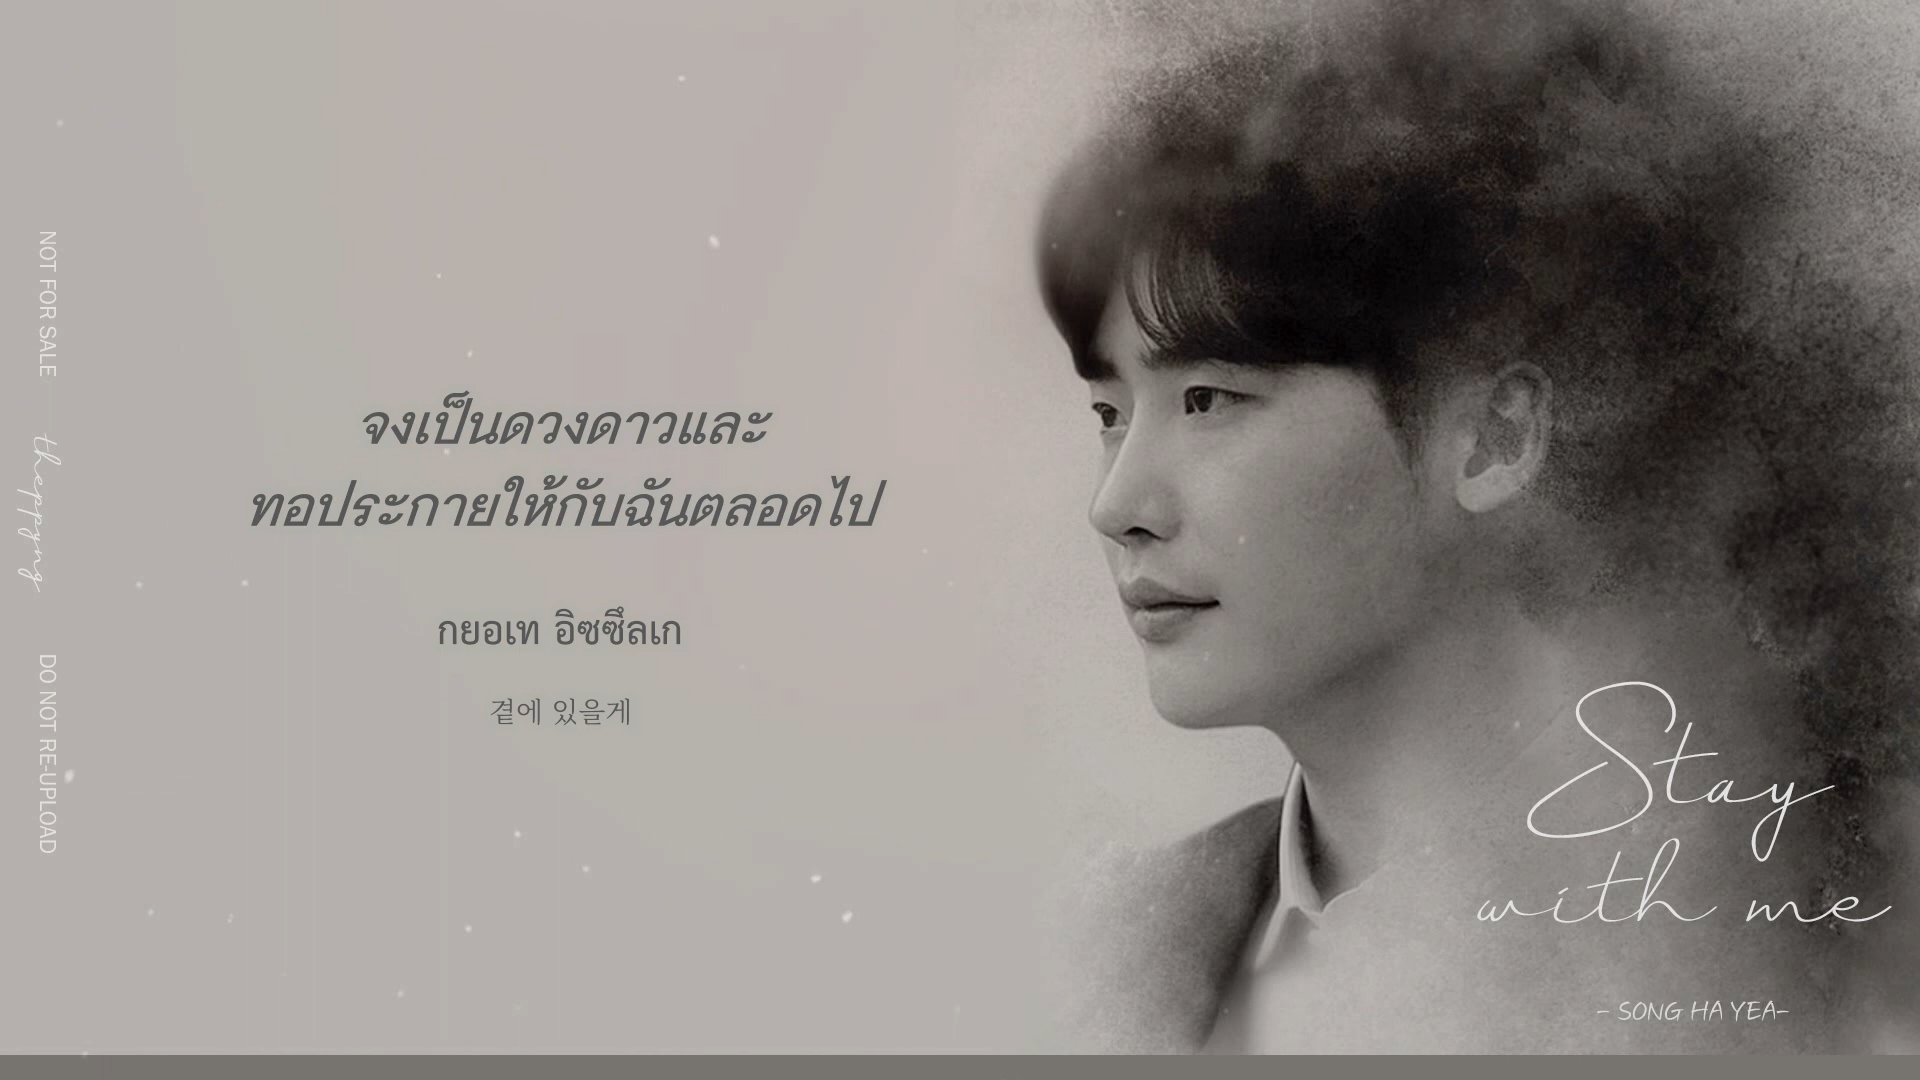 NOT FOR SALE
theppyng
DO NOT RE-UPLOAD
จงเป็นดวงดาวและ
ทอประกายให้กับฉันตลอดไป
กยอเท อิซซึลเก
곁에 있을게
Stay
with me
- SONG HA YEA-